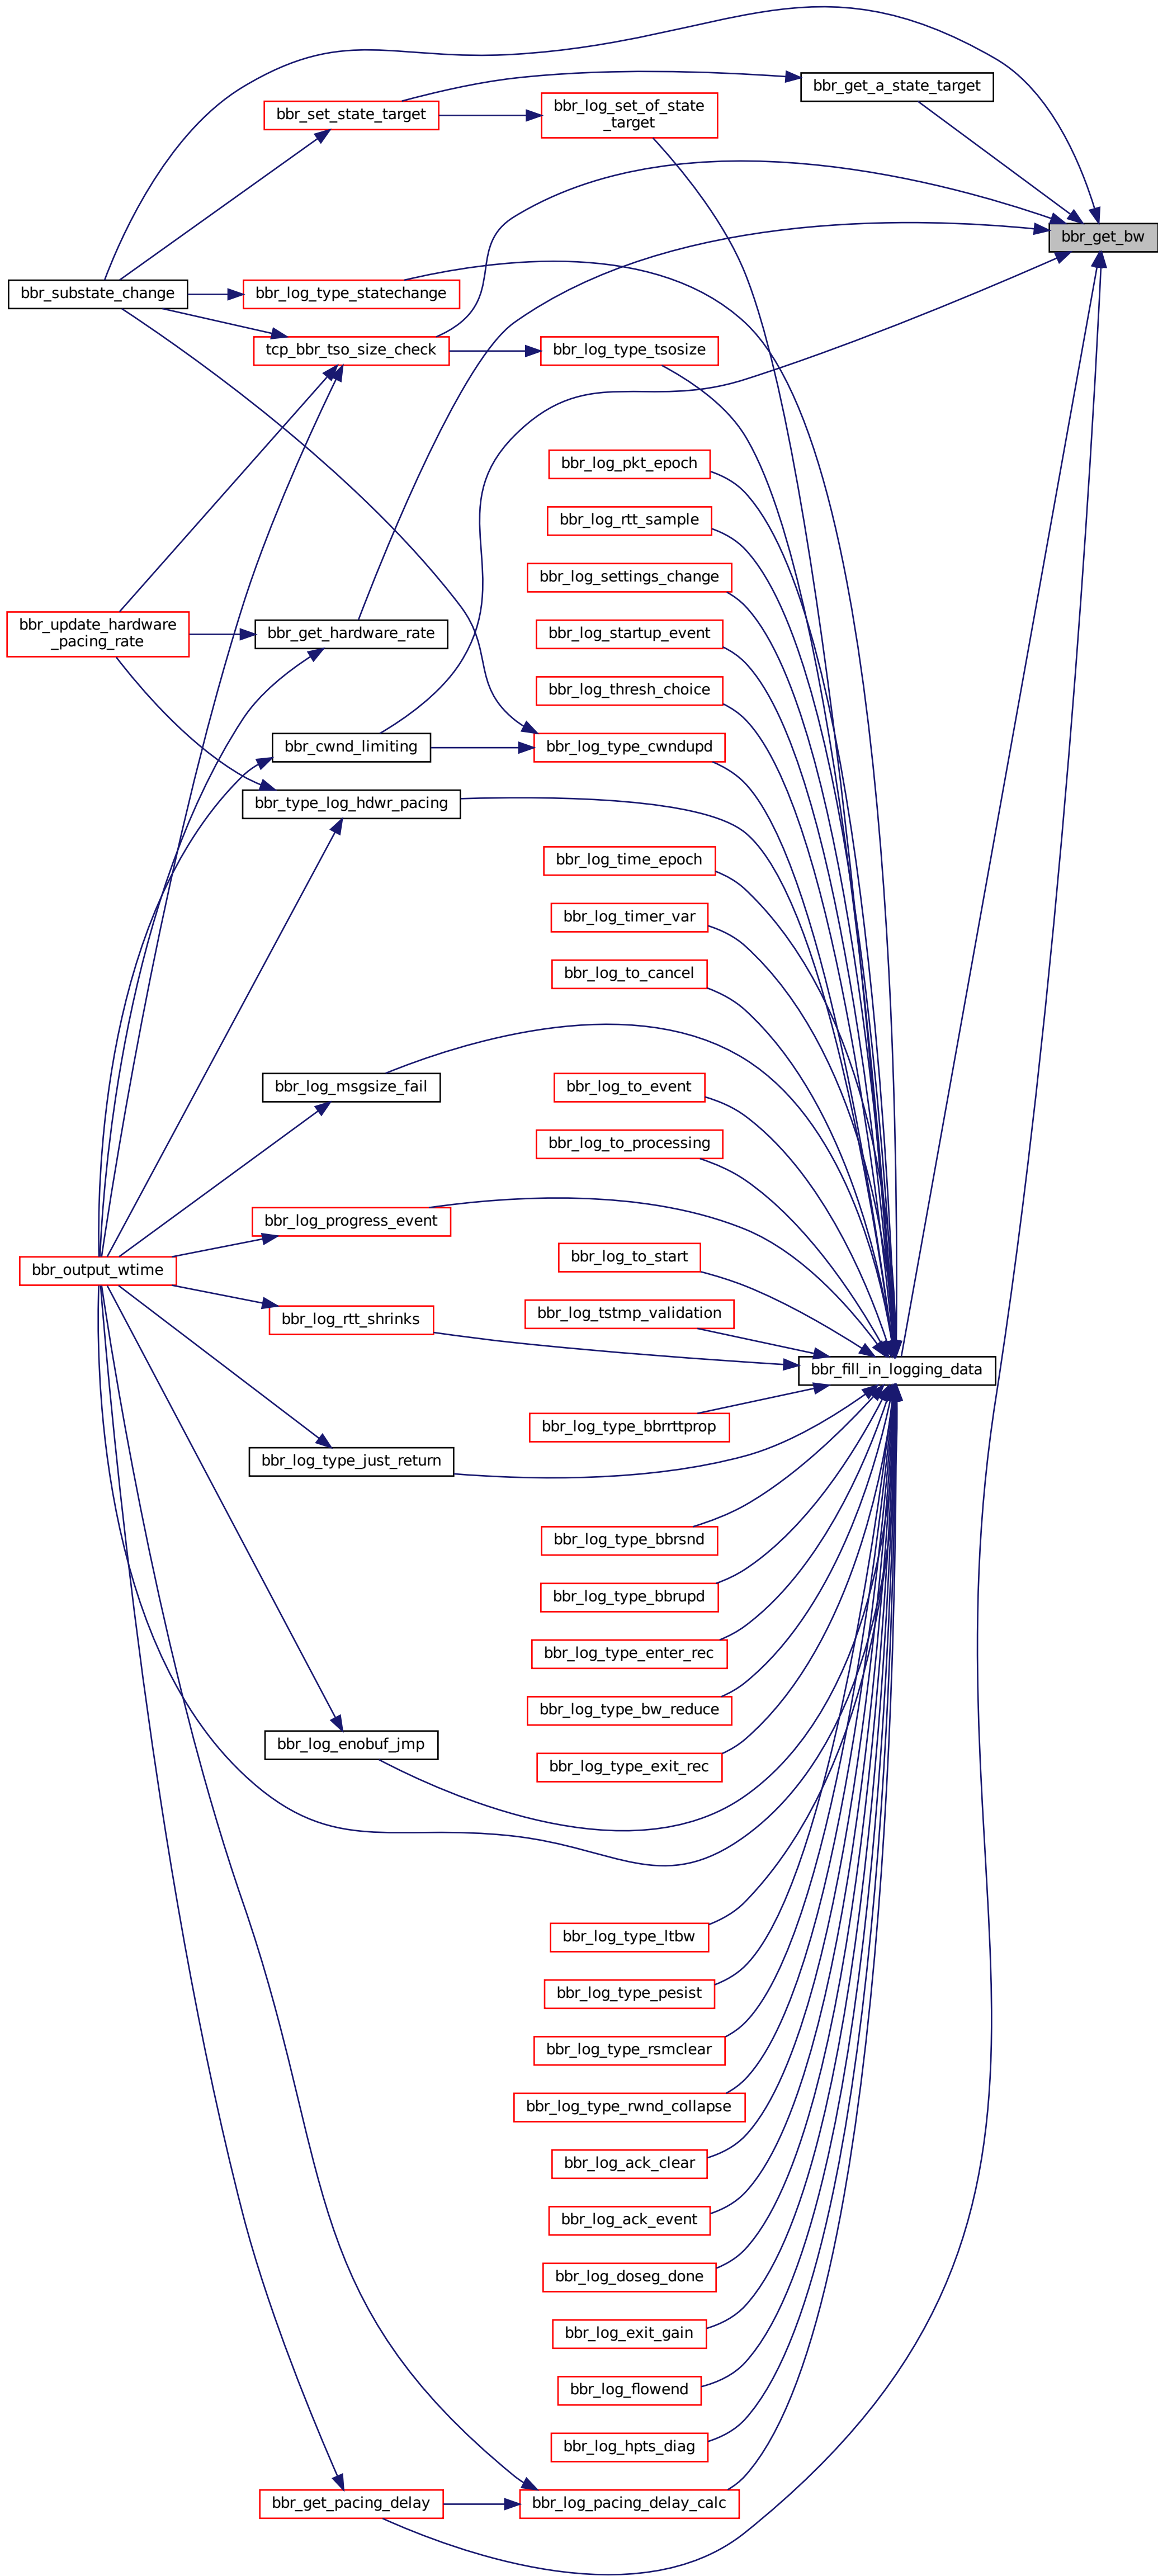 bbr_get_a_state_target
bbr_set_state_target
bbr_log_set_of_state
_target
bbr_get_bw
bbr_substate_change
bbr_log_type_statechange
tcp_bbr_tso_size_check
bbr_log_type_tsosize
bbr_log_pkt_epoch
bbr_log_rtt_sample
bbr_log_settings_change
bbr_update_hardware
_pacing_rate
bbr_get_hardware_rate
bbr_log_startup_event
bbr_log_thresh_choice
bbr_cwnd_limiting
bbr_log_type_cwndupd
bbr_type_log_hdwr_pacing
bbr_log_time_epoch
bbr_log_timer_var
bbr_log_to_cancel
bbr_log_msgsize_fail
bbr_log_to_event
bbr_log_to_processing
bbr_log_progress_event
bbr_log_to_start
bbr_output_wtime
bbr_log_rtt_shrinks
bbr_log_tstmp_validation
bbr_fill_in_logging_data
bbr_log_type_bbrrttprop
bbr_log_type_just_return
bbr_log_type_bbrsnd
bbr_log_type_bbrupd
bbr_log_type_enter_rec
bbr_log_type_bw_reduce
bbr_log_enobuf_jmp
bbr_log_type_exit_rec
bbr_log_type_ltbw
bbr_log_type_pesist
bbr_log_type_rsmclear
bbr_log_type_rwnd_collapse
bbr_log_ack_clear
bbr_log_ack_event
bbr_log_doseg_done
bbr_log_exit_gain
bbr_log_flowend
bbr_log_hpts_diag
bbr_get_pacing_delay
bbr_log_pacing_delay_calc